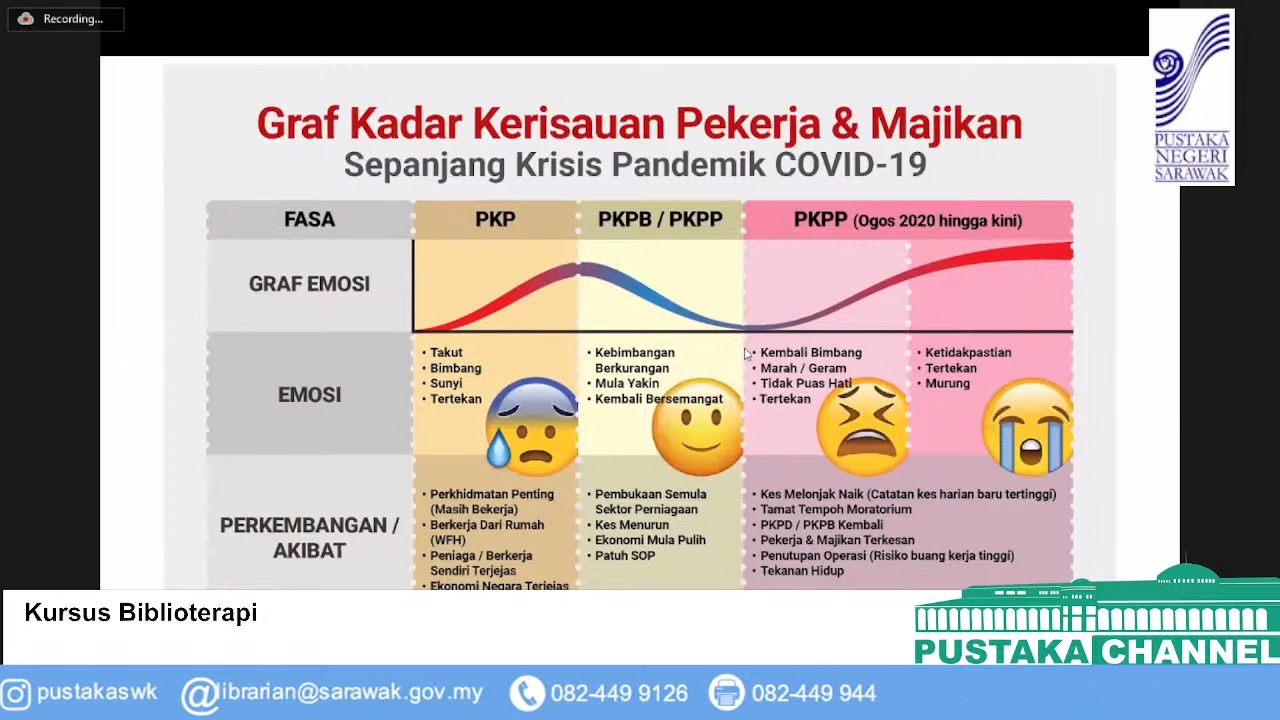 Recording...
PUSTAKA
NEGERI
SARAWAK
Graf Kadar Kerisauan Pekerja & Majikan
Sepanjang Krisis Pandemik COVID-19
FASA
PKP
PKPB / PKPP
PKPP (Ogos 2020 hingga kini)
GRAF EMOSI
EMOSI
• Takut
• Bimbang
• Sunyi
• Tertekan
• Kebimbangan
Berkurangan
• Mula Yakin
• Kembali Bersemangat
• Kembali Bimbang
• Marah / Geram
• Tidak Puas Hati
• Tertekan
• Ketidakpastian
• Tertekan
• Murung
PERKEMBANGAN /
AKIBAT
• Perkhidmatan Penting
(Masih Bekerja)
• Berkerja Dari Rumah
(WFH)
• Peniaga / Berkerja
Sendiri Terjejas
• Ekonomi Negara Terjejas
• Pembukaan Semula
Sektor Perniagaan
• Kes Menurun
• Ekonomi Mula Pulih
• Patuh SOP
• Kes Melonjak Naik (Catatan kes harian baru tertinggi)
• Tamat Tempoh Moratorium
• PKPD / PKPB Kembali
• Pekerja & Majikan Terkesan
• Penutupan Operasi (Risiko buang kerja tinggi)
• Tekanan Hidup
Kursus Biblioterapi
PUSTAKA CHANNEL
pustakaswk
@librarian@sarawak.gov.my
082-449 9126
082-449 944